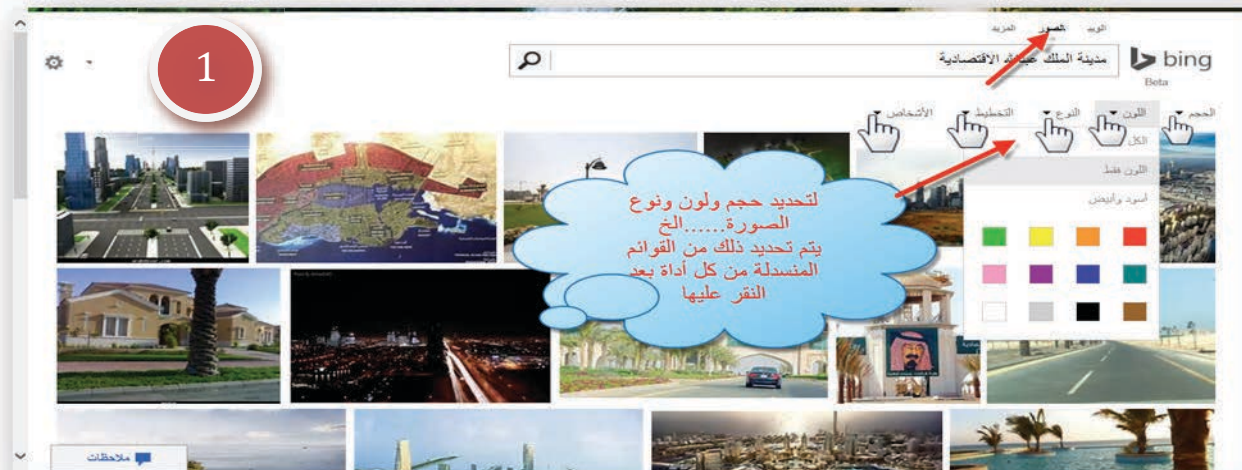 الويب الصور المزيد
bing
Beta
مدينة الملك عبدالله الاقتصادية
1
الحجم اللون النوع التخطيط الأشخاص
الكل
اللون فقط
اسود وأبيض
لتحديد حجم ولون ونوع
الصورة......الخ
يتم تحديد ذلك من القوائم
المنسدلة من كل أداة بعد
النقر عليها
ملاحظات